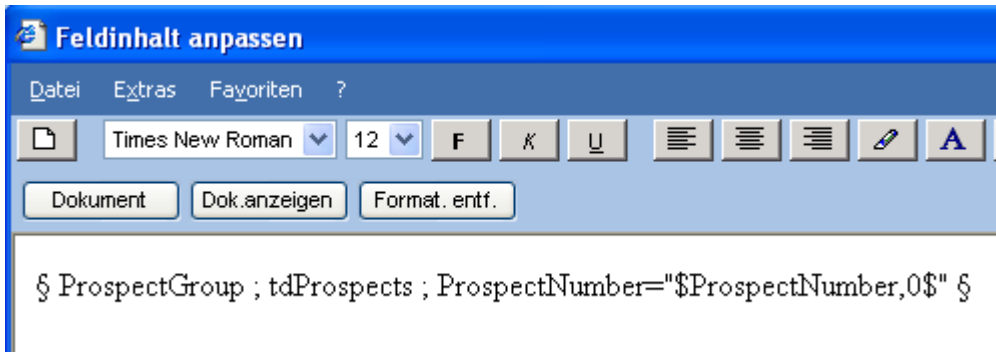 Feldinhalt anpassen
Datei Extras Favoriten ?
Times New Roman 12 F K U A
Dokument Dok.anzeigen Format. entf.
§ ProspectGroup ; tdProspects ; ProspectNumber="$ProspectNumber,0$" §